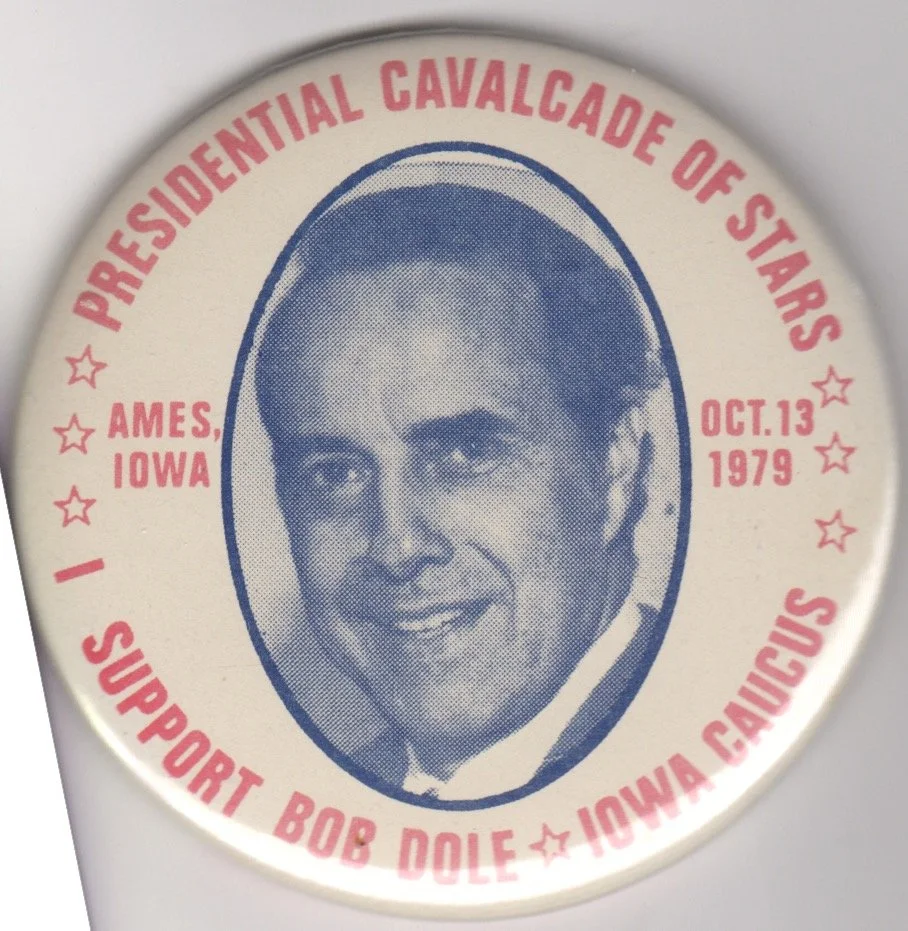 PRESIDENTIAL CAVALCADE OF STARS
AMES,
IOWA
OCT. 13
1979
I SUPPORT BOB DOLE ☆ IOWA CAUCUS